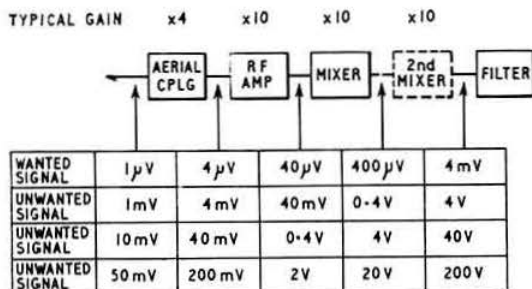 TYPICAL GAIN x4 x10 x10 x10
AERIAL CPLG
RF AMP
MIXER
2nd MIXER
FILTER
WANTED SIGNAL 1μV 4μV 40μV 400μV 4mV
UNWANTED SIGNAL 1mV 4mV 40mV 0·4V 4V
UNWANTED SIGNAL 10mV 40mV 0·4V 4V 40V
UNWANTED SIGNAL 50mV 200mV 2V 20V 200V